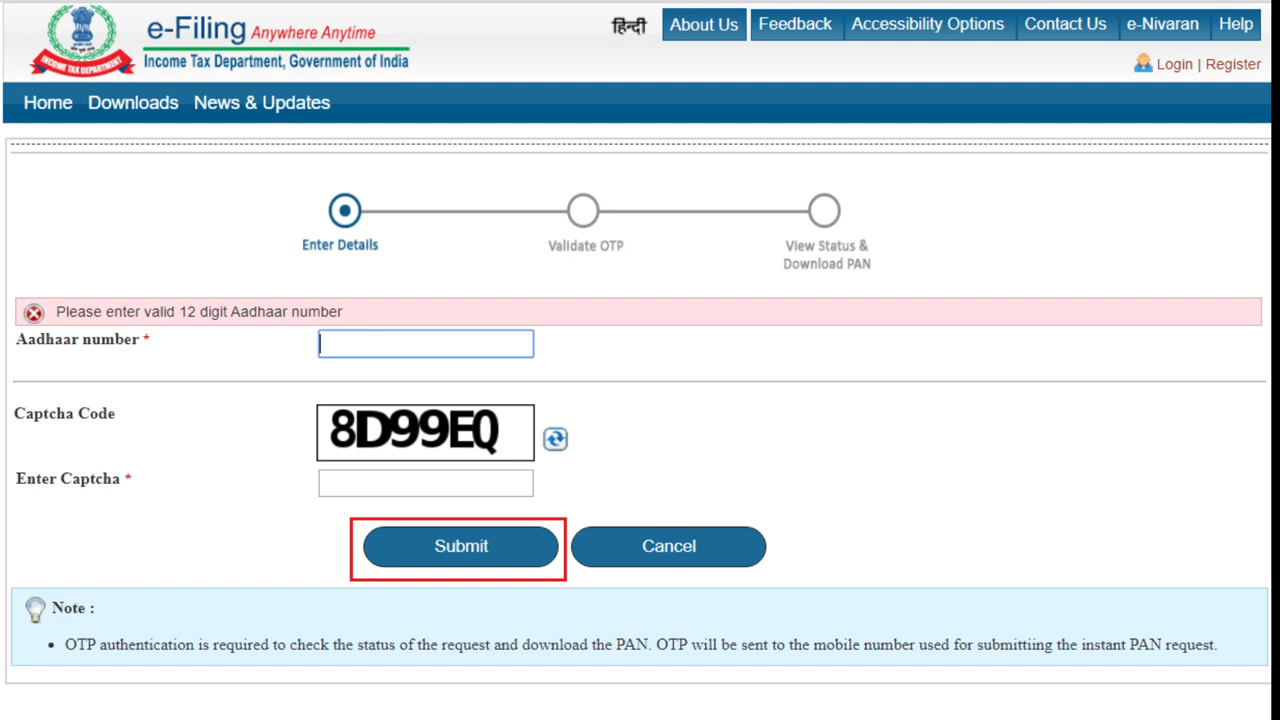 e-Filing Anywhere Anytime
Income Tax Department, Government of India
INCOME TAX DEPARTMENT
हिन्दी About Us Feedback Accessibility Options Contact Us e-Nivaran Help
Login | Register
Home Downloads News & Updates
Enter Details Validate OTP View Status &
Download PAN
Please enter valid 12 digit Aadhaar number
Aadhaar number *
Captcha Code 8D99EQ
Enter Captcha *
Submit Cancel
Note :
• OTP authentication is required to check the status of the request and download the PAN. OTP will be sent to the mobile number used for submittiing the instant PAN request.